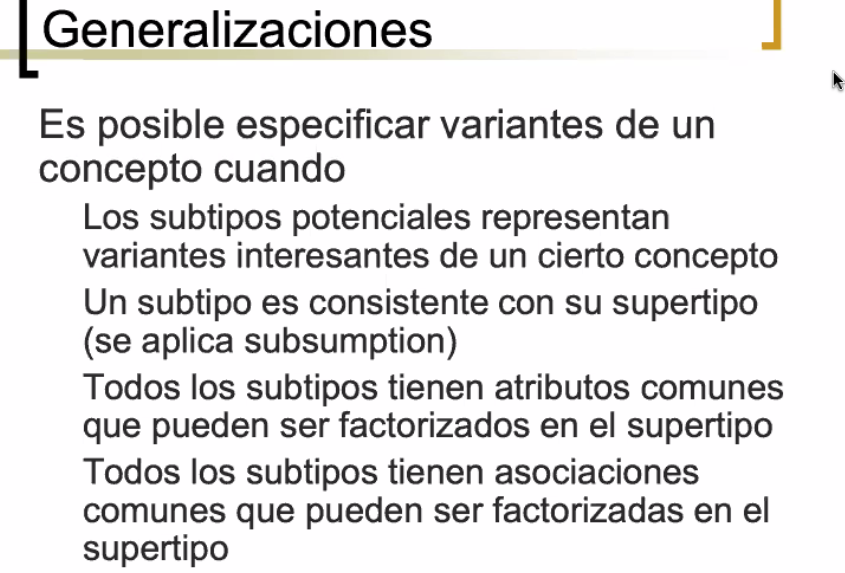 Generalizaciones
Es posible especificar variantes de un
concepto cuando
Los subtipos potenciales representan
variantes interesantes de un cierto concepto
Un subtipo es consistente con su supertipo
(se aplica subsumption)
Todos los subtipos tienen atributos comunes
que pueden ser factorizados en el supertipo
Todos los subtipos tienen asociaciones
comunes que pueden ser factorizadas en el
supertipo